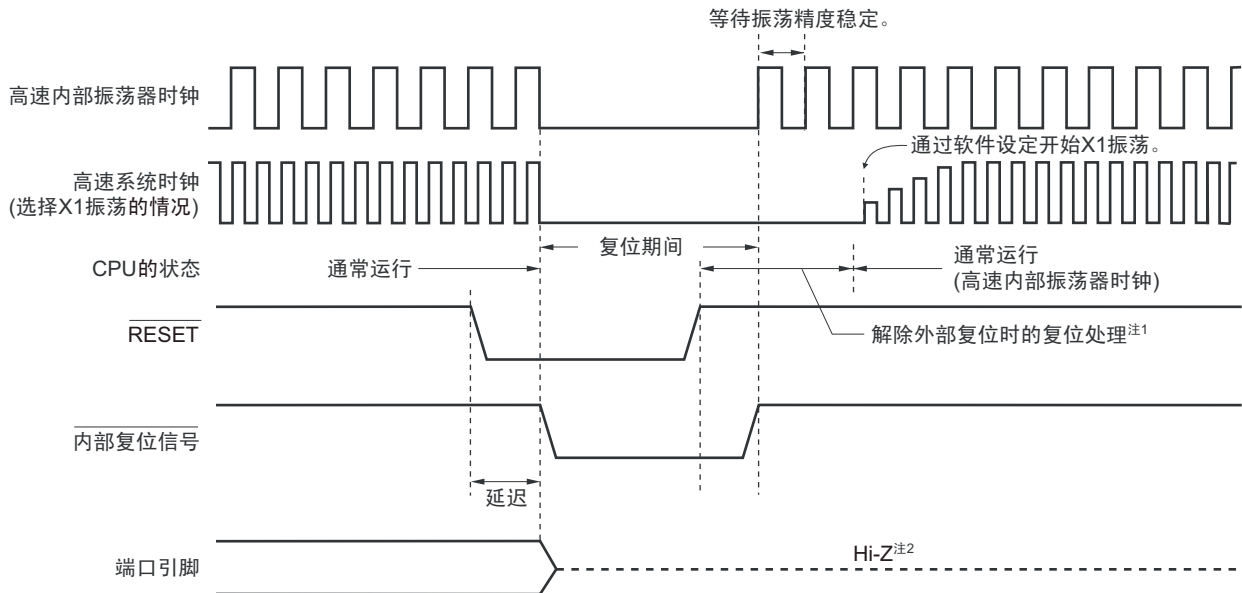 等待振荡精度稳定。
高速内部振荡器时钟
通过软件设定开始X1振荡。
高速系统时钟
(选择X1振荡的情况)
复位期间
CPU的状态
通常运行
通常运行
(高速内部振荡器时钟)
RESET
解除外部复位时的复位处理注1
内部复位信号
延迟
端口引脚
Hi-Z注2